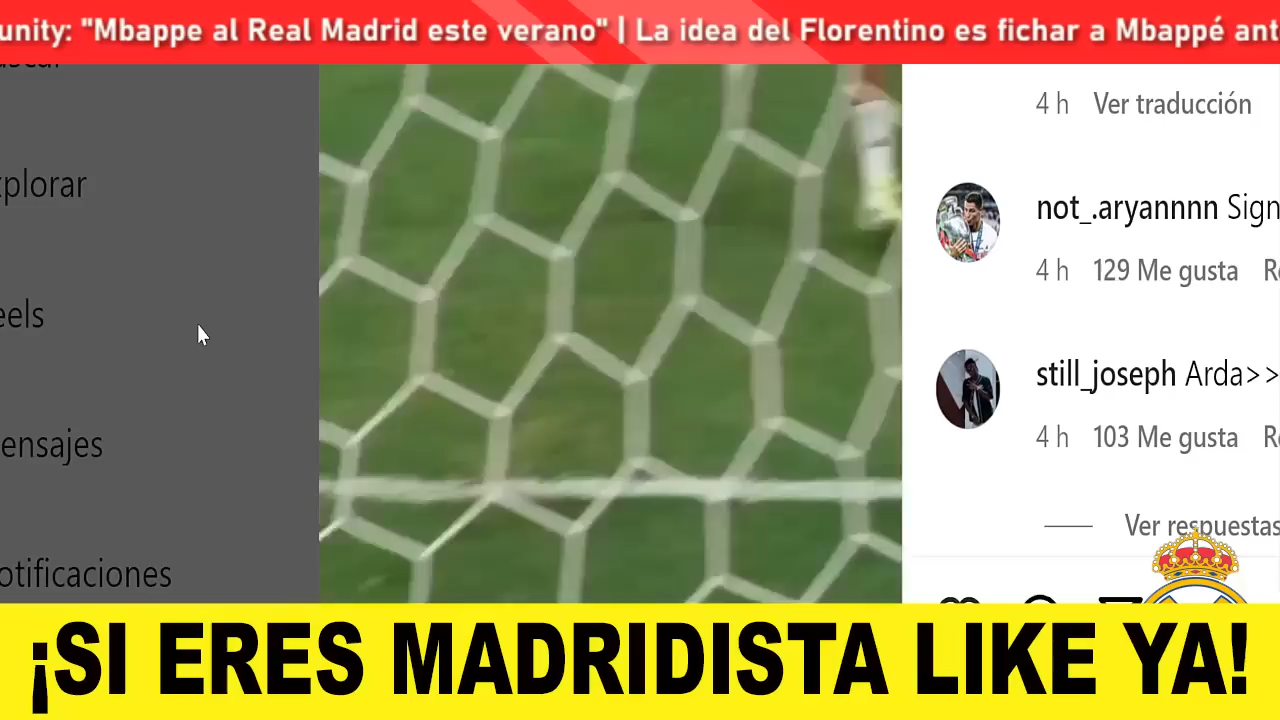 unity: "Mbappe al Real Madrid este verano" | La idea del Florentino es fichar a Mbappé ant
4 h Ver traducción
xplorar
not_.aryannnn Sign
4 h 129 Me gusta
eels
still_joseph Arda>>
ensajes
4 h 103 Me gusta
Ver respuestas
otificaciones
¡SI ERES MADRIDISTA LIKE YA!